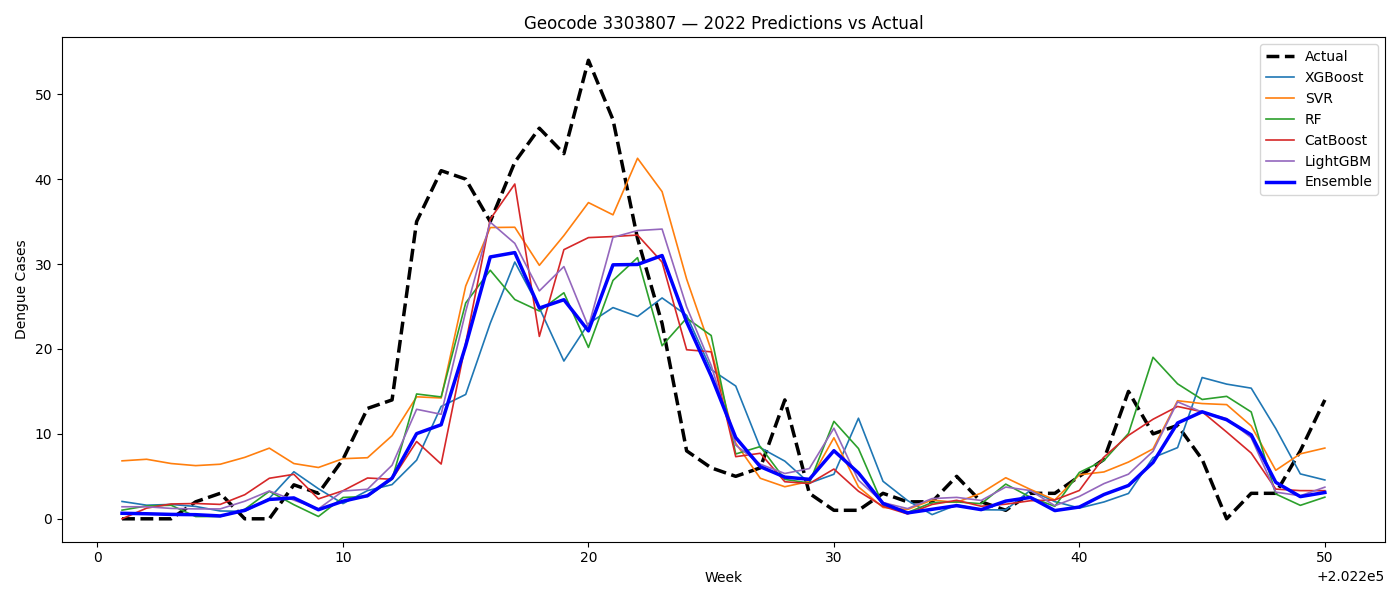 Geocode 3303807 — 2022 Predictions vs Actual
Dengue Cases
50
40
30
20
10
0
Actual
XGBoost
SVR
RF
CatBoost
LightGBM
Ensemble
0 10 20 30 40 50
+2.022e5
Week